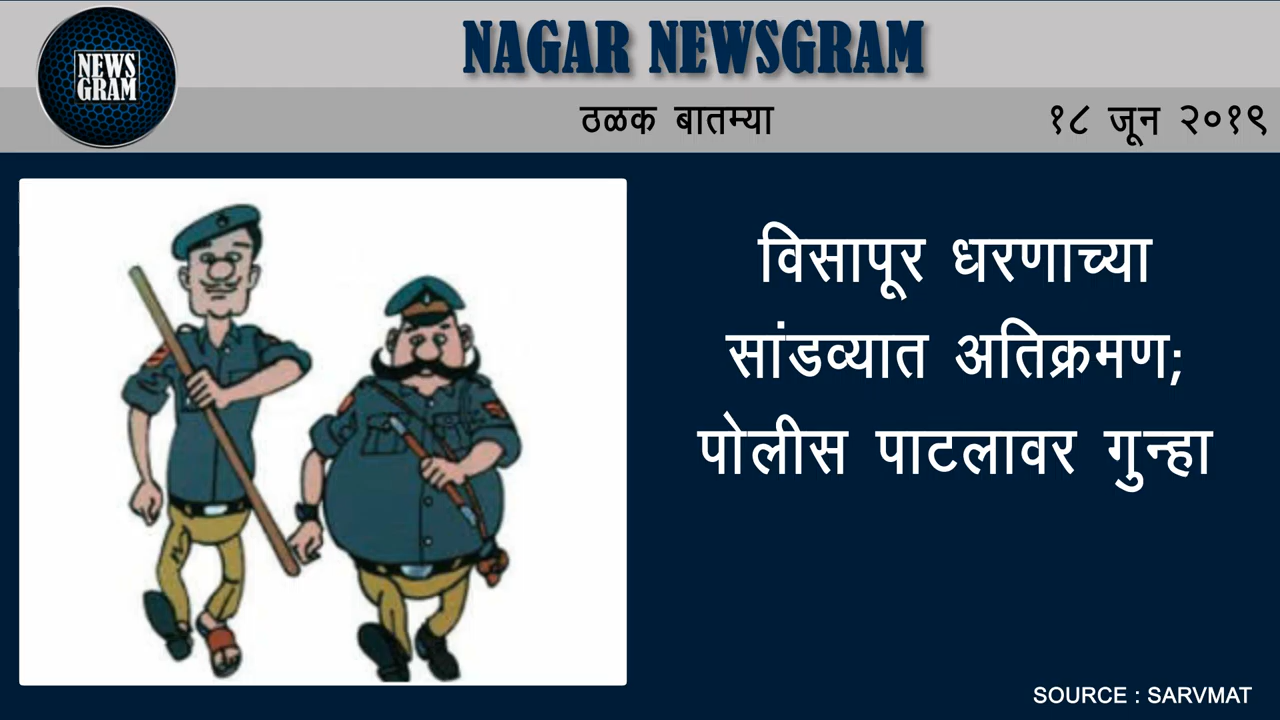 NEWS
GRAM
NAGAR NEWSGRAM
ठळक बातम्या
१८ जून २०१९
विसापूर धरणाच्या
सांडव्यात अतिक्रमण;
पोलीस पाटलावर गुन्हा
SOURCE : SARVMAT